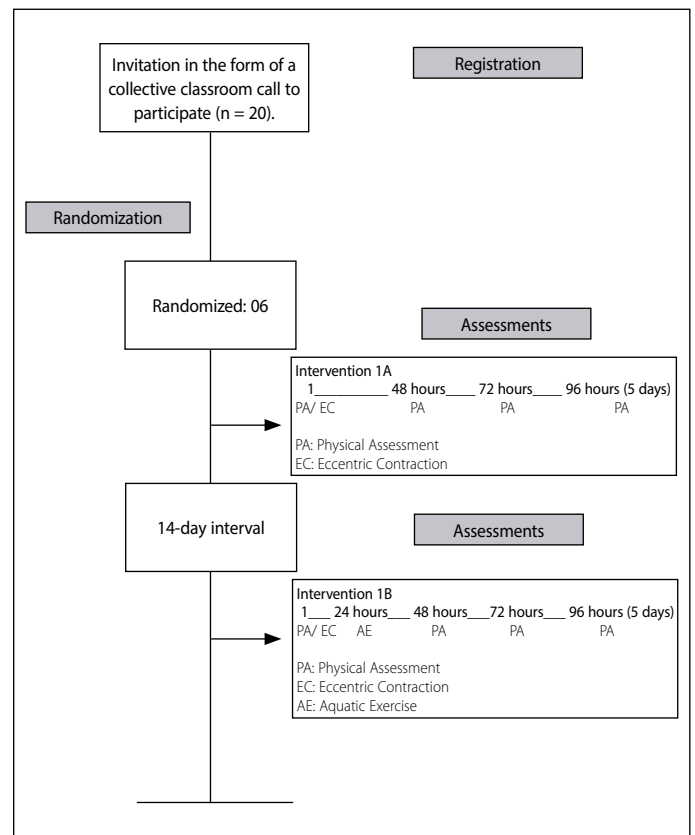 Invitation in the form of a
collective classroom call to
participate (n = 20).
Registration
Randomization
Randomized: 06
Assessments
Intervention 1A
1__________ 48 hours____ 72 hours____ 96 hours (5 days)
PA/ EC PA PA PA
PA: Physical Assessment
EC: Eccentric Contraction
14-day interval
Assessments
Intervention 1B
1___ 24 hours___ 48 hours___72 hours___ 96 hours (5 days)
PA/ EC AE PA PA PA
PA: Physical Assessment
EC: Eccentric Contraction
AE: Aquatic Exercise